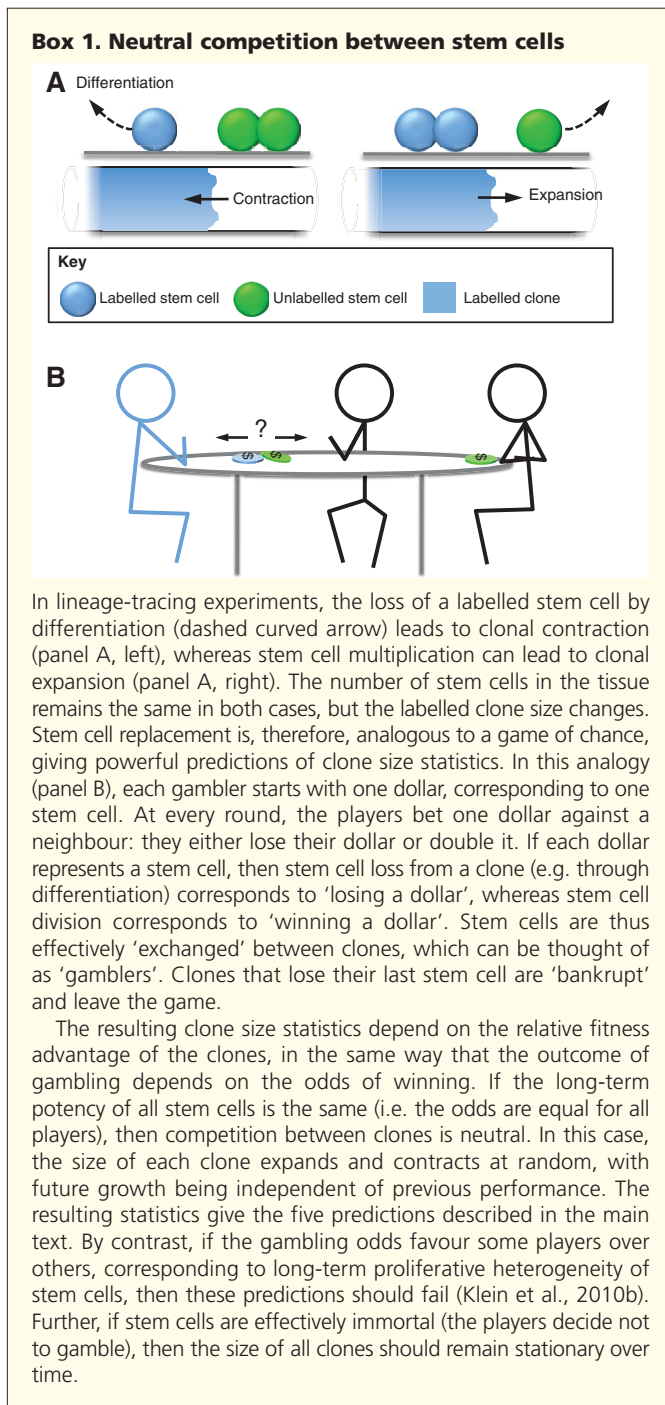 Box 1. Neutral competition between stem cells
A
Differentiation
Contraction
Expansion
Key
Labelled stem cell
Unlabelled stem cell
Labelled clone
B
?
$
$
$
In lineage-tracing experiments, the loss of a labelled stem cell by
differentiation (dashed curved arrow) leads to clonal contraction
(panel A, left), whereas stem cell multiplication can lead to clonal
expansion (panel A, right). The number of stem cells in the tissue
remains the same in both cases, but the labelled clone size changes.
Stem cell replacement is, therefore, analogous to a game of chance,
giving powerful predictions of clone size statistics. In this analogy
(panel B), each gambler starts with one dollar, corresponding to one
stem cell. At every round, the players bet one dollar against a
neighbour: they either lose their dollar or double it. If each dollar
represents a stem cell, then stem cell loss from a clone (e.g. through
differentiation) corresponds to ‘losing a dollar’, whereas stem cell
division corresponds to ‘winning a dollar’. Stem cells are thus
effectively ‘exchanged’ between clones, which can be thought of
as ‘gamblers’. Clones that lose their last stem cell are ‘bankrupt’
and leave the game.
The resulting clone size statistics depend on the relative fitness
advantage of the clones, in the same way that the outcome of
gambling depends on the odds of winning. If the long-term
potency of all stem cells is the same (i.e. the odds are equal for all
players), then competition between clones is neutral. In this case,
the size of each clone expands and contracts at random, with
future growth being independent of previous performance. The
resulting statistics give the five predictions described in the main
text. By contrast, if the gambling odds favour some players over
others, corresponding to long-term proliferative heterogeneity of
stem cells, then these predictions should fail (Klein et al., 2010b).
Further, if stem cells are effectively immortal (the players decide not
to gamble), then the size of all clones should remain stationary over
time.